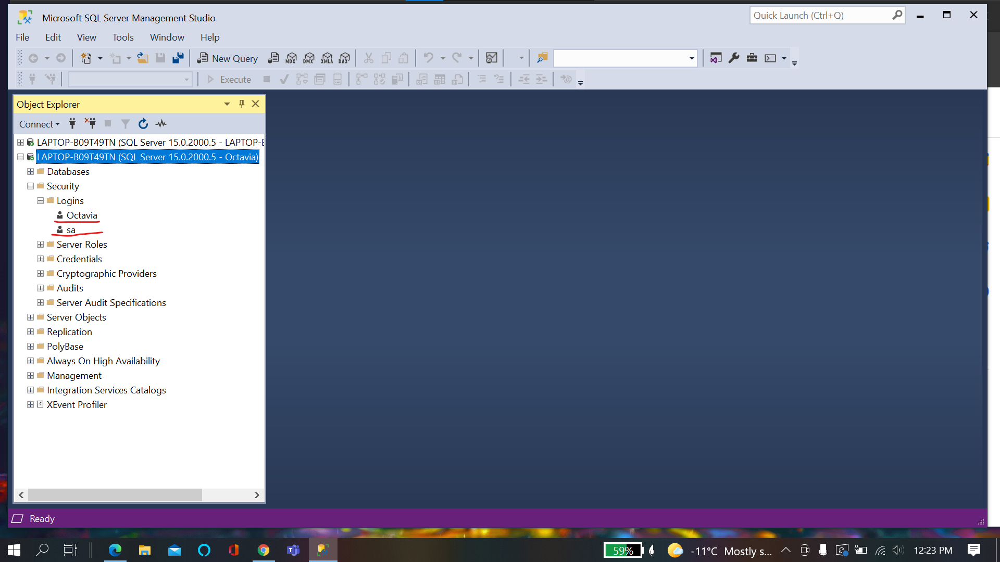 Microsoft SQL Server Management Studio
Quick Launch (Ctrl+Q)
File Edit View Tools Window Help
New Query MDX DMX XMLA DAX
Execute
Object Explorer
Connect
LAPTOP-B09T49TN (SQL Server 15.0.2000.5 - LAPTOP-
LAPTOP-B09T49TN (SQL Server 15.0.2000.5 - Octavia)
Databases
Security
Logins
Octavia
sa
Server Roles
Credentials
Cryptographic Providers
Audits
Server Audit Specifications
Server Objects
Replication
PolyBase
Always On High Availability
Management
Integration Services Catalogs
XEvent Profiler
Ready
59% -11°C Mostly s... 12:23 PM